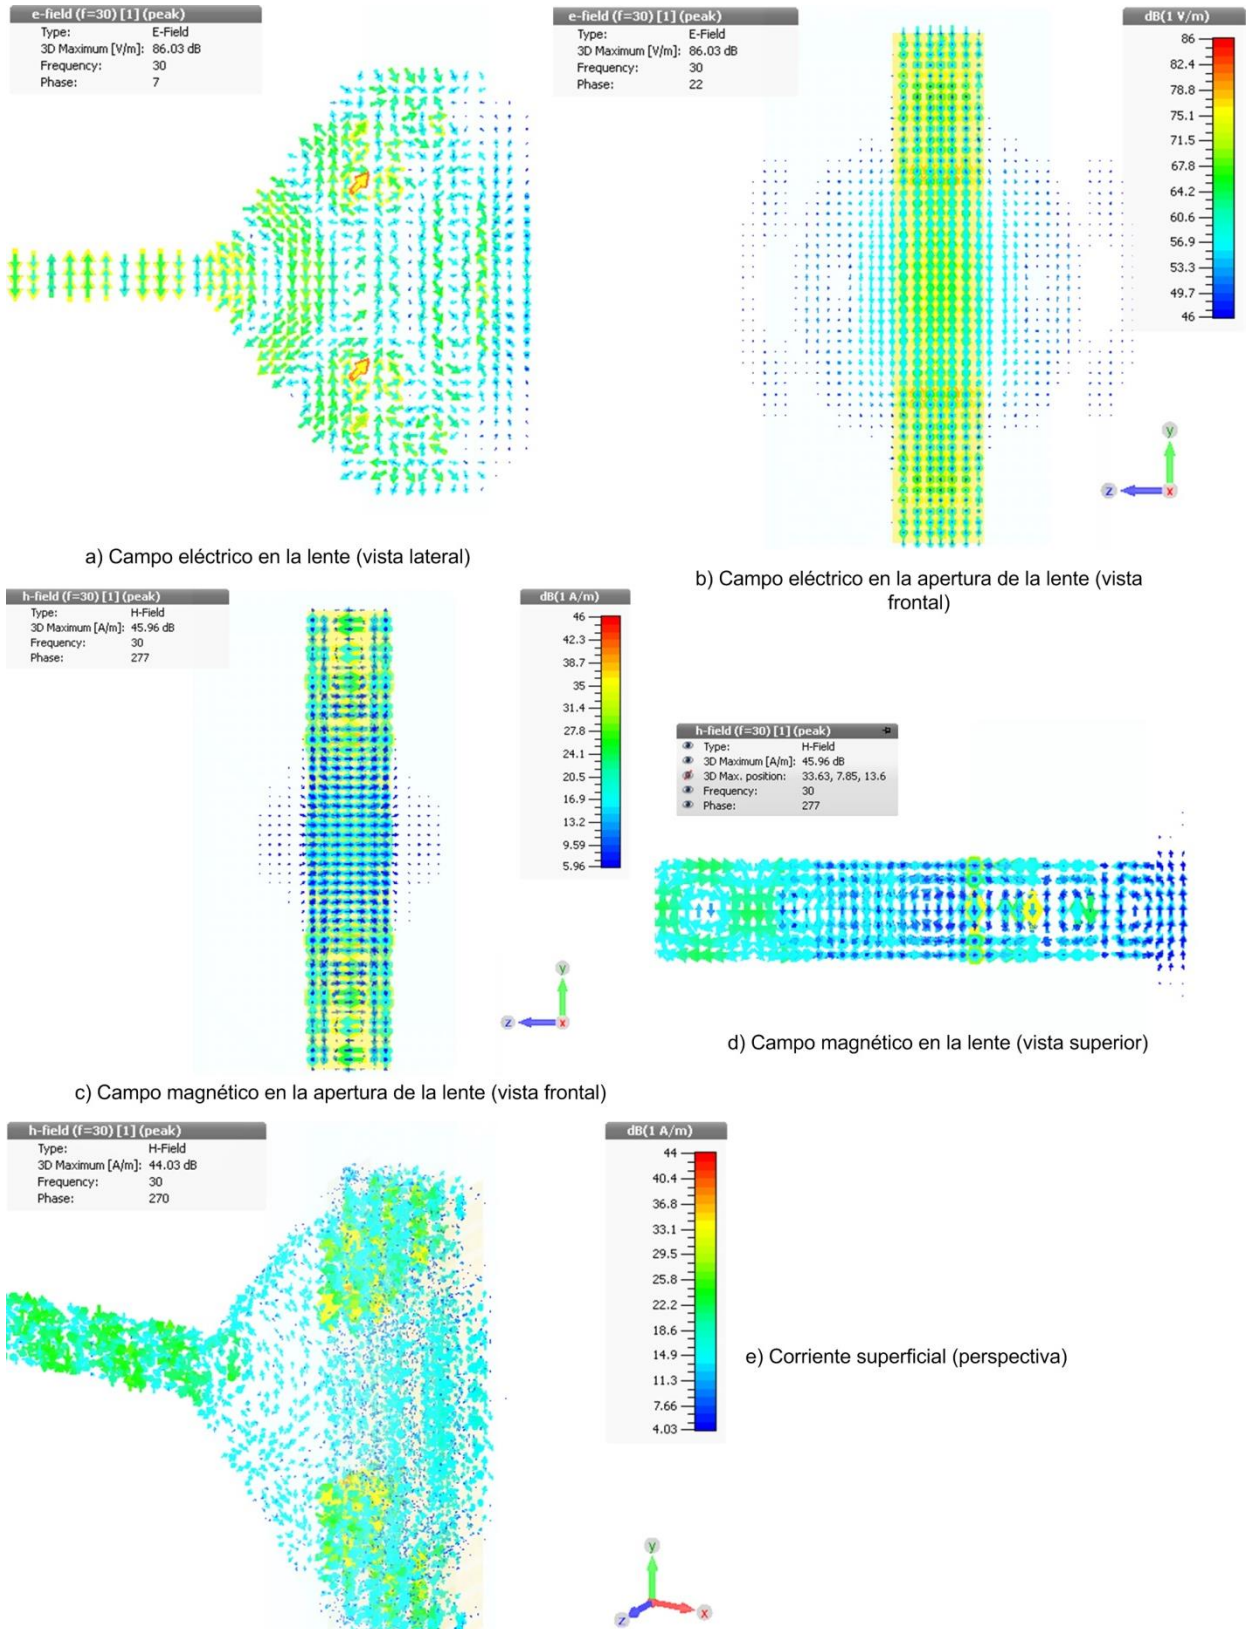 e-field (f=30) [1] (peak)
Type: E-Field
3D Maximum [V/m]: 86.03 dB
Frequency: 30
Phase: 7
e-field (f=30) [1] (peak)
Type: E-Field
3D Maximum [V/m]: 86.03 dB
Frequency: 30
Phase: 22
dB(1 V/m)
86
82.4
78.8
75.1
71.5
67.8
64.2
60.6
56.9
53.3
49.7
46
y
z
x
a) Campo eléctrico en la lente (vista lateral)
b) Campo eléctrico en la apertura de la lente (vista
frontal)
h-field (f=30) [1] (peak)
Type: H-Field
3D Maximum [A/m]: 45.96 dB
Frequency: 30
Phase: 277
dB(1 A/m)
46
42.3
38.7
35
31.4
27.8
24.1
20.5
16.9
13.2
9.59
5.96
y
z
x
h-field (f=30) [1] (peak)
Type: H-Field
3D Maximum [A/m]: 45.96 dB
3D Max. position: 33.63, 7.85, 13.6
Frequency: 30
Phase: 277
d) Campo magnético en la lente (vista superior)
c) Campo magnético en la apertura de la lente (vista frontal)
h-field (f=30) [1] (peak)
Type: H-Field
3D Maximum [A/m]: 44.03 dB
Frequency: 30
Phase: 270
dB(1 A/m)
44
40.4
36.8
33.1
29.5
25.8
22.2
18.6
14.9
11.3
7.66
4.03
e) Corriente superficial (perspectiva)
y
z
x